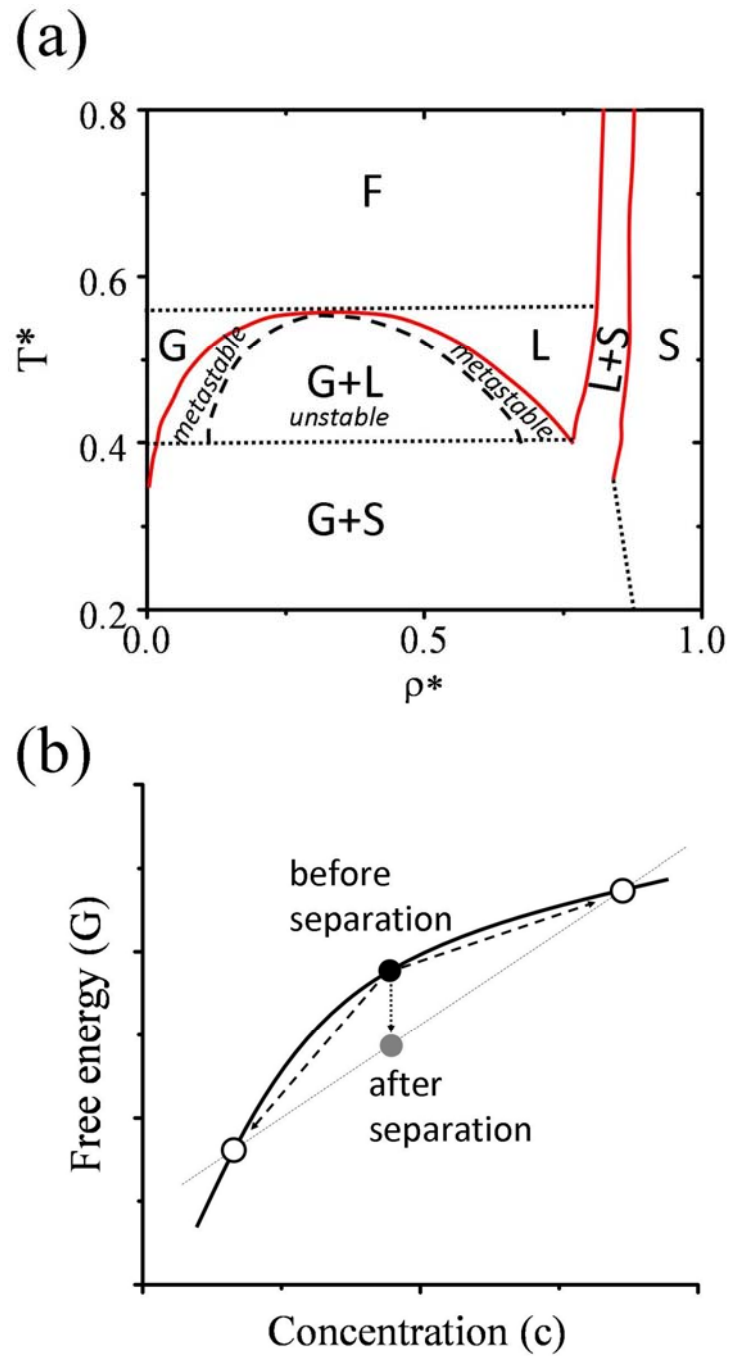 (a)
0.8
F
0.6
T*
G
metastable
G+L
unstable
metastable
L
L+S
S
0.4
G+S
0.2
0.0
0.5
1.0
ρ*
(b)
Free energy (G)
before
separation
after
separation
Concentration (c)